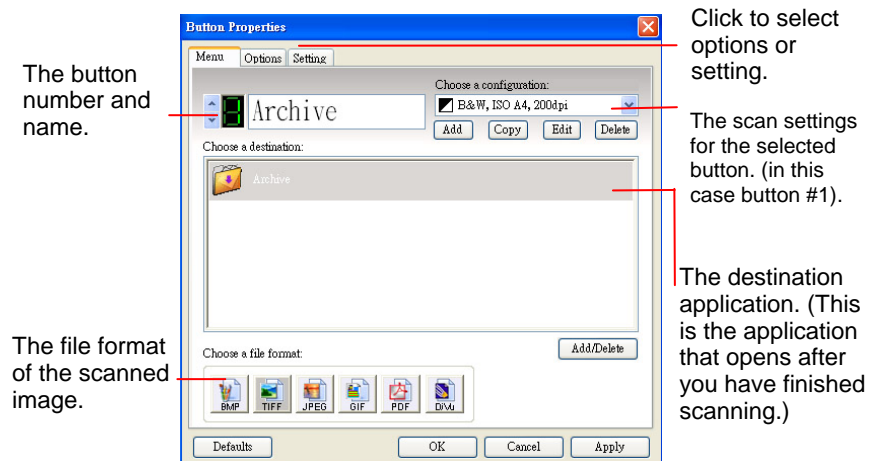 Button Properties
Click to select
options or
setting.
Menu Options Setting
The button
number and
name.
Archive
Choose a configuration:
B&W, ISO A4, 200dpi
Add Copy Edit Delete
The scan settings
for the selected
button. (in this
case button #1).
Choose a destination:
Archive
The destination
application. (This
is the application
that opens after
you have finished
scanning.)
Add/Delete
The file format
of the scanned
image.
Choose a file format:
BMP TIFF JPEG GIF PDF DjVu
Defaults OK Cancel Apply